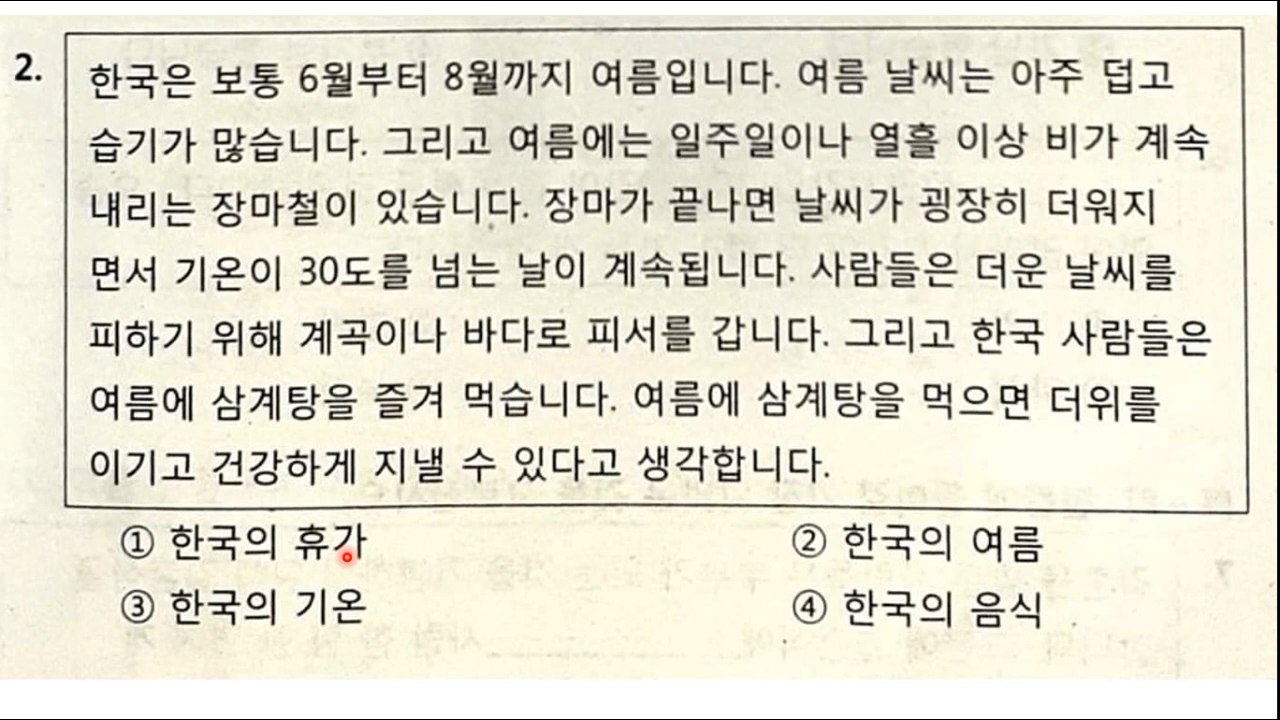 2.
한국은 보통 6월부터 8월까지 여름입니다. 여름 날씨는 아주 덥고
습기가 많습니다. 그리고 여름에는 일주일이나 열흘 이상 비가 계속
내리는 장마철이 있습니다. 장마가 끝나면 날씨가 굉장히 더워지
면서 기온이 30도를 넘는 날이 계속됩니다. 사람들은 더운 날씨를
피하기 위해 계곡이나 바다로 피서를 갑니다. 그리고 한국 사람들은
여름에 삼계탕을 즐겨 먹습니다. 여름에 삼계탕을 먹으면 더위를
이기고 건강하게 지낼 수 있다고 생각합니다.
① 한국의 휴가 ② 한국의 여름
③ 한국의 기온 ④ 한국의 음식